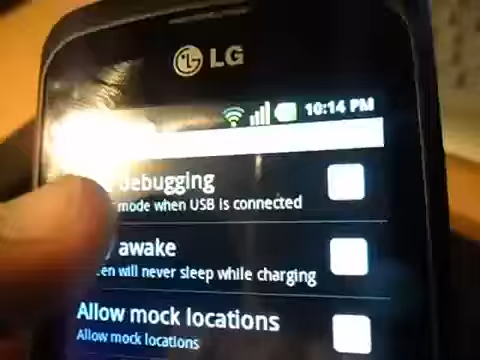 LG
10:14 PM
debugging
mode when USB is connected
awake
en will never sleep while charging
Allow mock locations
Allow mock locations